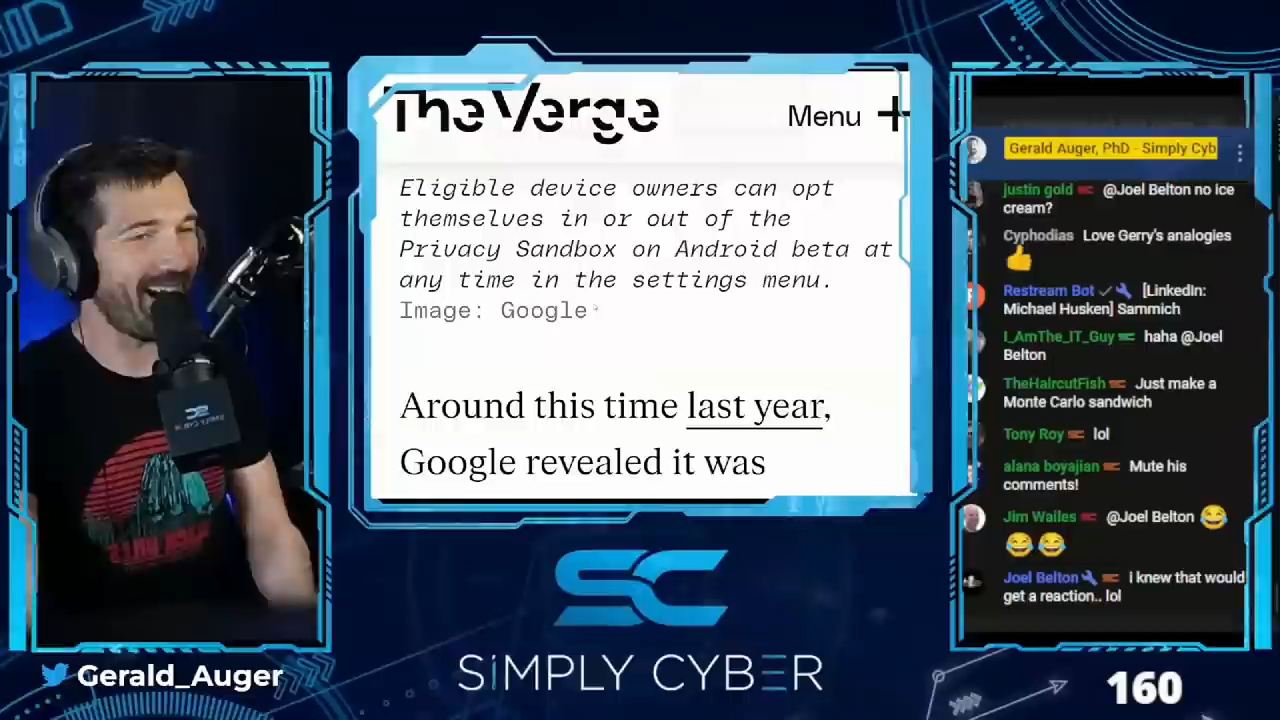 The Verge
Menu
Eligible device owners can opt
themselves in or out of the
Privacy Sandbox on Android beta at
any time in the settings menu.
Image: Google
Around this time last year,
Google revealed it was
SC
SIMPLY CYBER
Gerald_Auger
Gerald Auger, PhD - Simply Cyb
justin gold @Joel Belton no ice
cream?
Cyphodias Love Gerry's analogies
👍
Restream Bot [LinkedIn:
Michael Husken] Sammich
I_AmThe_IT_Guy haha @Joel
Belton
TheHaircutFish Just make a
Monte Carlo sandwich
Tony Roy lol
alana boyajian Mute his
comments!
Jim Wailes @Joel Belton 😂
😂😂
Joel Belton i knew that would
get a reaction.. lol
160